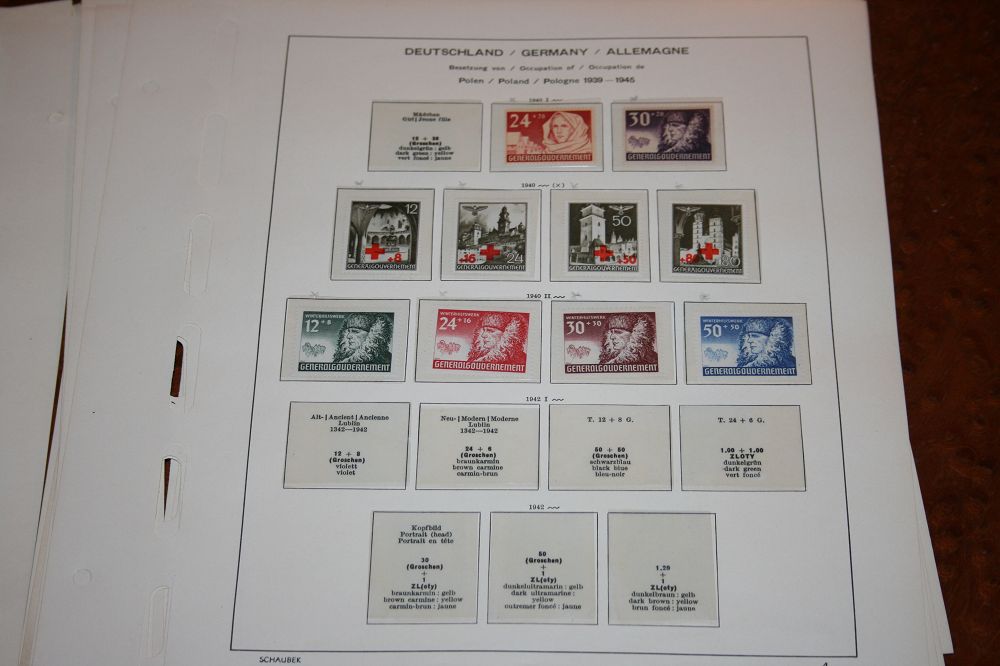 DEUTSCHLAND / GERMANY / ALLEMAGNE
Besetzung von / Occupation of / Occupation de
Polen / Poland / Pologne 1939—1945
1940 I
Mädchen
Girl | Jeune fille
12 + 38
(Groschen)
dunkelgrün : gelb
dark green : yellow
vert foncé : jaune
24+26
GENERALGOUVERNEMENT
30+20
GENERALGOUVERNEMENT
1940 (×)
12
+8
GENERALGOUVERNEMENT
+16
24
GENERALGOUVERNEMENT
50
+50
GENERALGOUVERNEMENT
+80
80
GENERALGOUVERNEMENT
1940 II
WINTERHILFSWERK
12+8
GENERALGOUVERNEMENT
WINTERHILFSWERK
24+16
GENERALGOUVERNEMENT
WINTERHILFSWERK
30+30
GENERALGOUVERNEMENT
WINTERHILFSWERK
50+50
GENERALGOUVERNEMENT
1942 I
Alt- | Ancient | Ancienne
Lublin
1342—1942
12 + 8
(Groschen)
violett
violet
Neu- | Modern | Moderne
Lublin
1342—1942
24 + 6
(Groschen)
braunkarmin
brown carmine
carmin-brun
T. 12 + 8 G.
50 + 50
(Groschen)
schwarzblau
black blue
bleu-noir
T. 24 + 6 G.
1.00 + 1.00
ZLOTY
dunkelgrün
dark green
vert foncé
1942
Kopfbild
Portrait (head)
Portrait en tête
30
(Groschen)
+
1
ZL(oty)
braunkarmin : gelb
brown carmine : yellow
carmin-brun : jaune
50
(Groschen)
+
1
ZL(oty)
dunkelultramarin : gelb
dark ultramarine : yellow
outremer foncé : jaune
1.20
+
1
ZL(oty)
dunkelbraun : gelb
dark brown : yellow
brun foncé : jaune
SCHAUBEK